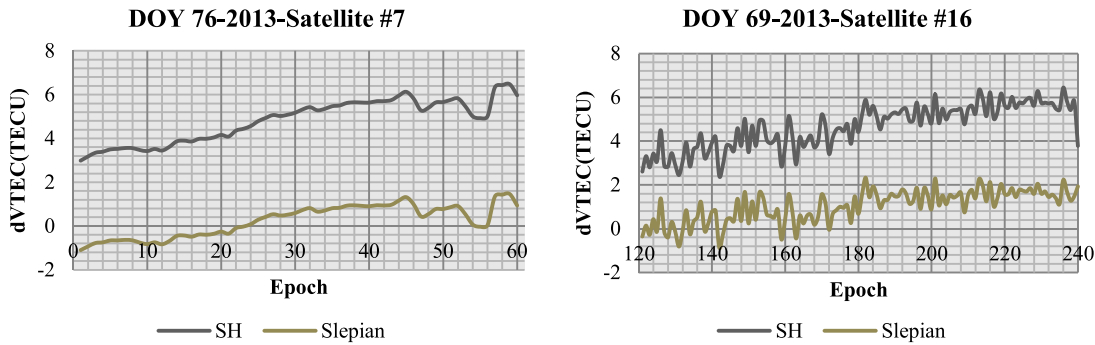 DOY 76-2013-Satellite #7
8
6
4
2
0
-2
dVTEC(TECU)
0 10 20 30 40 50 60
Epoch
SH Slepian
DOY 69-2013-Satellite #16
8
6
4
2
0
-2
dVTEC(TECU)
120 140 160 180 200 220 240
Epoch
SH Slepian